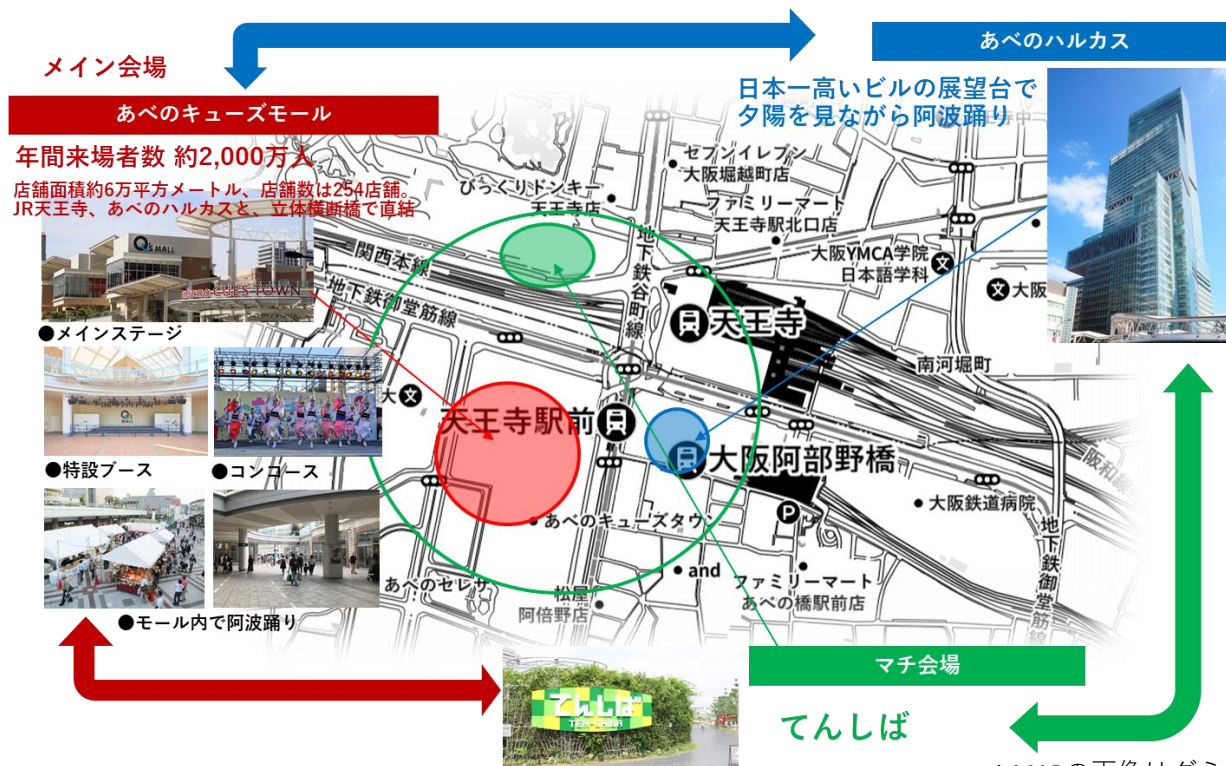 メイン会場
あべのキューズモール
年間来場者数 約2,000万人
店舗面積約6万平方メートル、店舗数は254店舗。
JR天王寺、あべのハルカスと、立体横断橋で直結
Q's MALL
CUES TOWN
●メインステージ
Q's
MALL
●特設ブース
●コンコース
●モール内で阿波踊り
あべのハルカス
日本一高いビルの展望台で
夕陽を見ながら阿波踊り
セブンイレブン
大阪堀越町店
びっくりドンキー
天王寺店
ファミリーマート
天王寺駅北口店
大阪YMCA学院
日本語学科
文
文 大阪
関西本線
地下鉄御堂筋線
地下鉄谷町線
天王寺
南河堀町
大 文
天王寺駅前
大阪阿部野橋
阪和線
大阪鉄道病院
P
あべのキューズタウン
地下鉄御堂筋線
and
あべのセレサ
松屋
阿倍野店
ファミリーマート
あべの橋駅前店
マチ会場
てんしば
TEN-SHIBA
てんしば